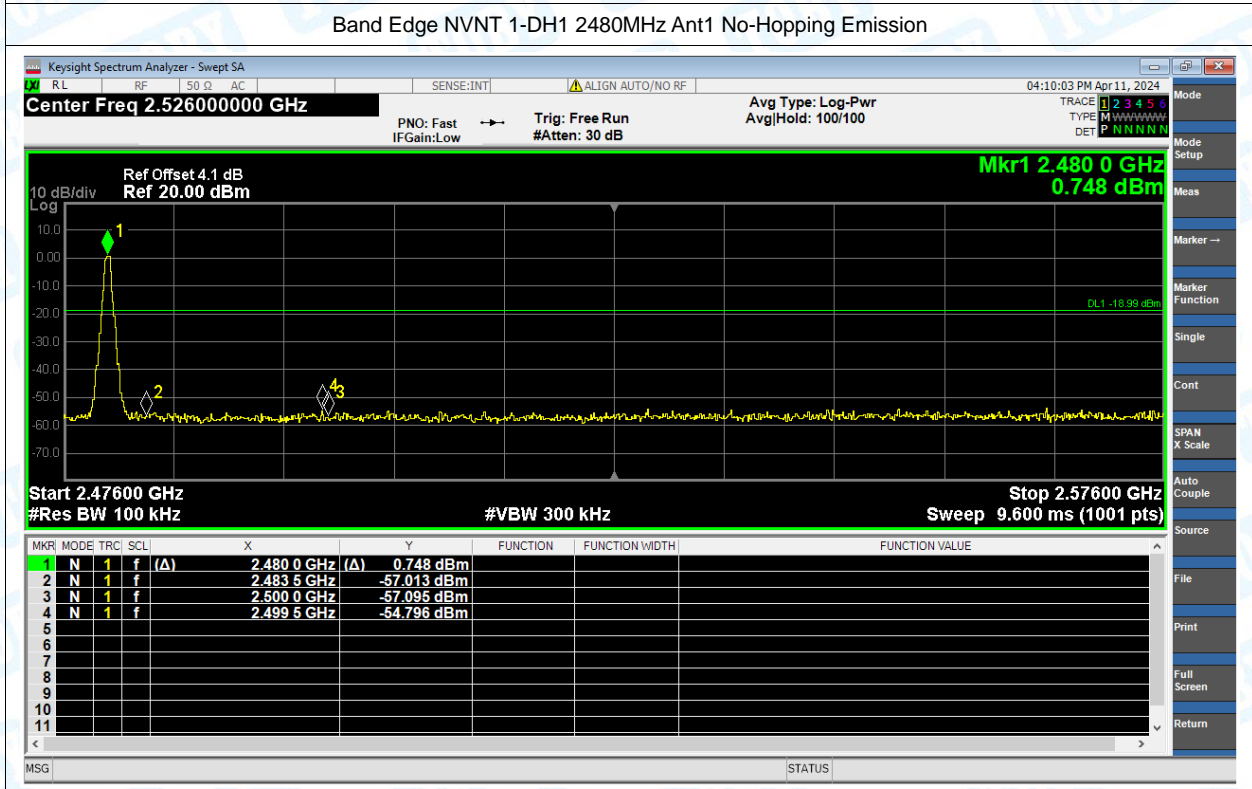 Band Edge NVNT 1-DH1 2480MHz Ant1 No-Hopping Emission
Keysight Spectrum Analyzer - Swept SA
LXI RL RF 50 Ω AC SENSE:INT ALIGN AUTO/NO RF 04:10:03 PM Apr 11, 2024
Center Freq 2.526000000 GHz
PNO: Fast
IFGain:Low
Trig: Free Run
#Atten: 30 dB
Avg Type: Log-Pwr
Avg|Hold: 100/100
TRACE 1 2 3 4 5 6
TYPE M WWWWW
DET P N N N N N
Mkr1 2.480 0 GHz
0.748 dBm
Ref Offset 4.1 dB
10 dB/div Ref 20.00 dBm
Log
10.0
0.00
-10.0
-20.0
-30.0
-40.0
-50.0
-60.0
-70.0
1
2
4
3
DL1 -18.99 dBm
Start 2.47600 GHz Stop 2.57600 GHz
#Res BW 100 kHz #VBW 300 kHz Sweep 9.600 ms (1001 pts)
MKR MODE TRC SCL X Y FUNCTION FUNCTION WIDTH FUNCTION VALUE
1 N 1 f (Δ) 2.480 0 GHz (Δ) 0.748 dBm
2 N 1 f 2.483 5 GHz -57.013 dBm
3 N 1 f 2.500 0 GHz -57.095 dBm
4 N 1 f 2.499 5 GHz -54.796 dBm
5
6
7
8
9
10
11
MSG STATUS
Mode
Mode
Setup
Meas
Marker →
Marker
Function
Single
Cont
SPAN
X Scale
Auto
Couple
Source
File
Print
Full
Screen
Return